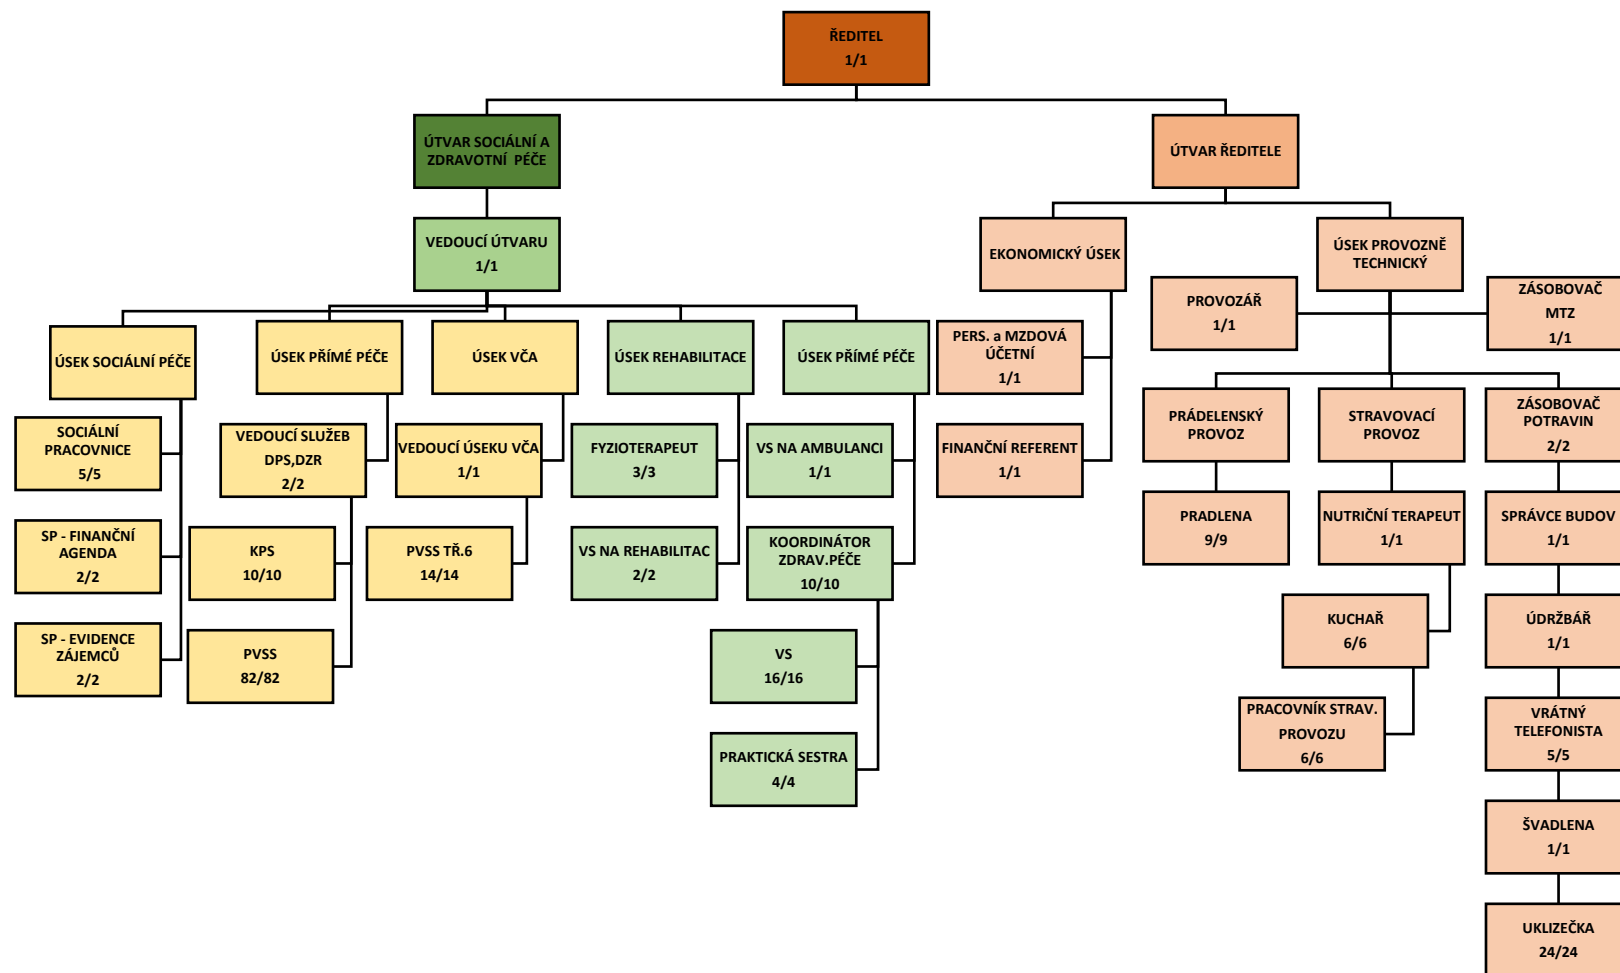 ŘEDITEL
1/1
ÚTVAR SOCIÁLNÍ A
ZDRAVOTNÍ PÉČE
ÚTVAR ŘEDITELE
VEDOUCÍ ÚTVARU
1/1
EKONOMICKÝ ÚSEK
ÚSEK PROVOZNĚ
TECHNICKÝ
PROVOZÁŘ
1/1
ZÁSOBOVAČ
MTZ
1/1
ÚSEK SOCIÁLNÍ PÉČE
ÚSEK PŘÍMÉ PÉČE
ÚSEK VČA
ÚSEK REHABILITACE
ÚSEK PŘÍMÉ PÉČE
PERS. a MZDOVÁ
ÚČETNÍ
1/1
SOCIÁLNÍ
PRACOVNICE
5/5
VEDOUCÍ SLUŽEB
DPS,DZR
2/2
VEDOUCÍ ÚSEKU VČA
1/1
FYZIOTERAPEUT
3/3
VS NA AMBULANCI
1/1
FINANČNÍ REFERENT
1/1
PRÁDELENSKÝ
PROVOZ
STRAVOVACÍ
PROVOZ
ZÁSOBOVAČ
POTRAVIN
2/2
SP - FINANČNÍ
AGENDA
2/2
KPS
10/10
PVSS TŘ.6
14/14
VS NA REHABILITAC
2/2
KOORDINÁTOR
ZDRAV.PÉČE
10/10
PRADLENA
9/9
NUTRIČNÍ TERAPEUT
1/1
SPRÁVCE BUDOV
1/1
SP - EVIDENCE
ZÁJEMCŮ
2/2
PVSS
82/82
VS
16/16
KUCHAŘ
6/6
ÚDRŽBÁŘ
1/1
PRAKTICKÁ SESTRA
4/4
PRACOVNÍK STRAV.
PROVOZU
6/6
VRÁTNÝ
TELEFONISTA
5/5
ŠVADLENA
1/1
UKLIZEČKA
24/24